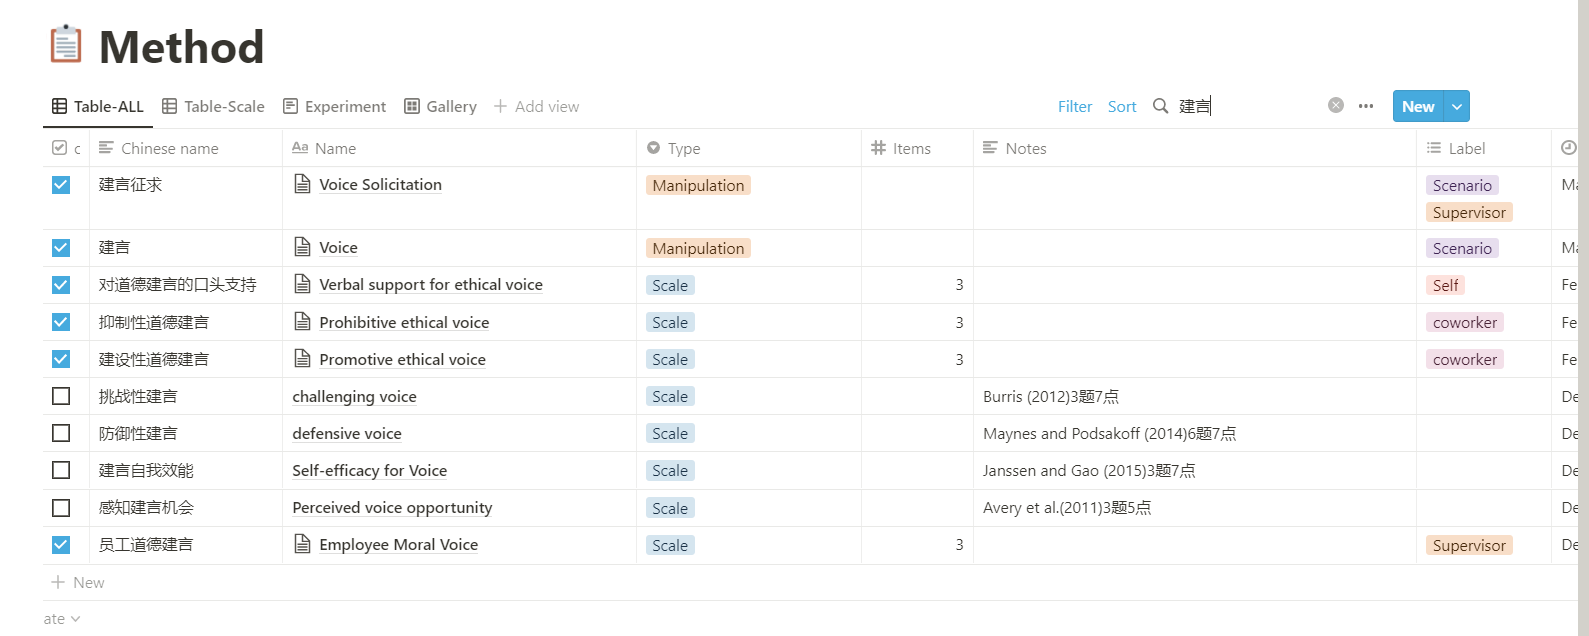 Method
Table-ALL Table-Scale Experiment Gallery Add view Filter Sort 建言 New
c Chinese name Aa Name Type Items Notes Label
建言征求 Voice Solicitation Manipulation Scenario
Supervisor
建言 Voice Manipulation Scenario
对道德建言的口头支持 Verbal support for ethical voice Scale 3 Self Fe
抑制性道德建言 Prohibitive ethical voice Scale 3 coworker Fe
建设性道德建言 Promotive ethical voice Scale 3 coworker Fe
挑战性建言 challenging voice Scale Burris (2012)3题7点 De
防御性建言 defensive voice Scale Maynes and Podsakoff (2014)6题7点 De
建言自我效能 Self-efficacy for Voice Scale Janssen and Gao (2015)3题7点 De
感知建言机会 Perceived voice opportunity Scale Avery et al.(2011)3题5点 De
员工道德建言 Employee Moral Voice Scale 3 Supervisor De
New
ate